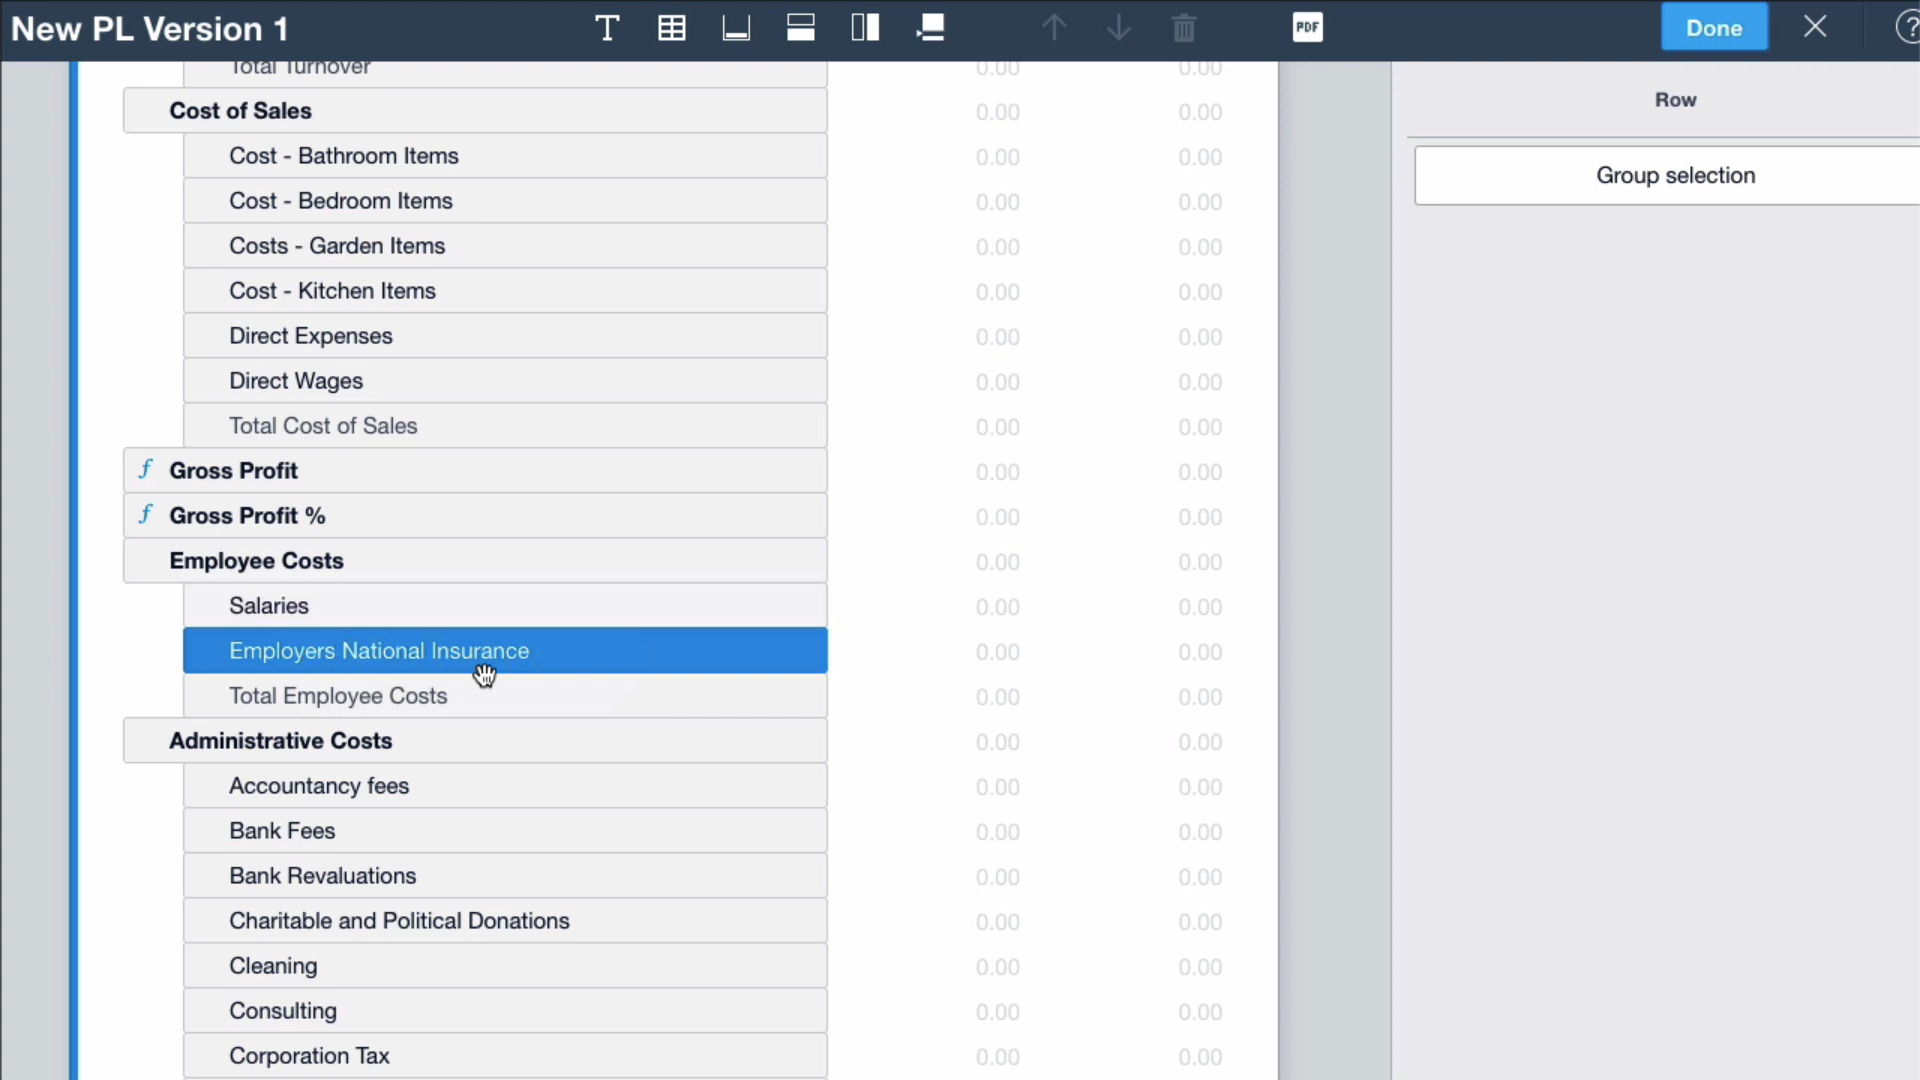 New PL Version 1
T
PDF
Done
?
Total Turnover 0.00 0.00
Cost of Sales 0.00 0.00
Cost - Bathroom Items 0.00 0.00
Cost - Bedroom Items 0.00 0.00
Costs - Garden Items 0.00 0.00
Cost - Kitchen Items 0.00 0.00
Direct Expenses 0.00 0.00
Direct Wages 0.00 0.00
Total Cost of Sales 0.00 0.00
f Gross Profit 0.00 0.00
f Gross Profit % 0.00 0.00
Employee Costs 0.00 0.00
Salaries 0.00 0.00
Employers National Insurance 0.00 0.00
Total Employee Costs 0.00 0.00
Administrative Costs 0.00 0.00
Accountancy fees 0.00 0.00
Bank Fees 0.00 0.00
Bank Revaluations 0.00 0.00
Charitable and Political Donations 0.00 0.00
Cleaning 0.00 0.00
Consulting 0.00 0.00
Corporation Tax 0.00 0.00
Row
Group selection